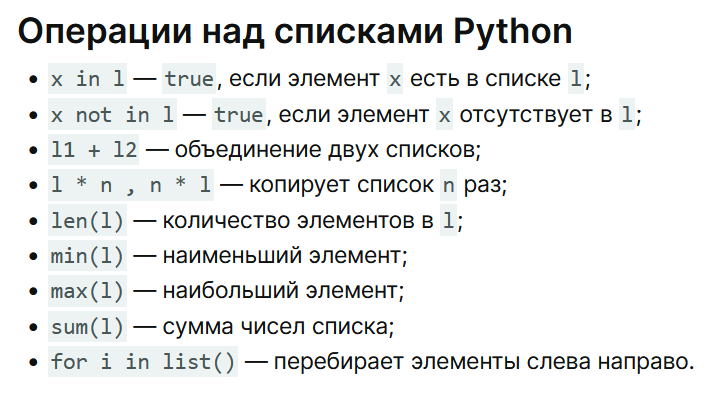 Операции над списками Python
• x in l — true, если элемент x есть в списке l;
• x not in l — true, если элемент x отсутствует в l;
• l1 + l2 — объединение двух списков;
• l * n , n * l — копирует список n раз;
• len(l) — количество элементов в l;
• min(l) — наименьший элемент;
• max(l) — наибольший элемент;
• sum(l) — сумма чисел списка;
• for i in list() — перебирает элементы слева направо.